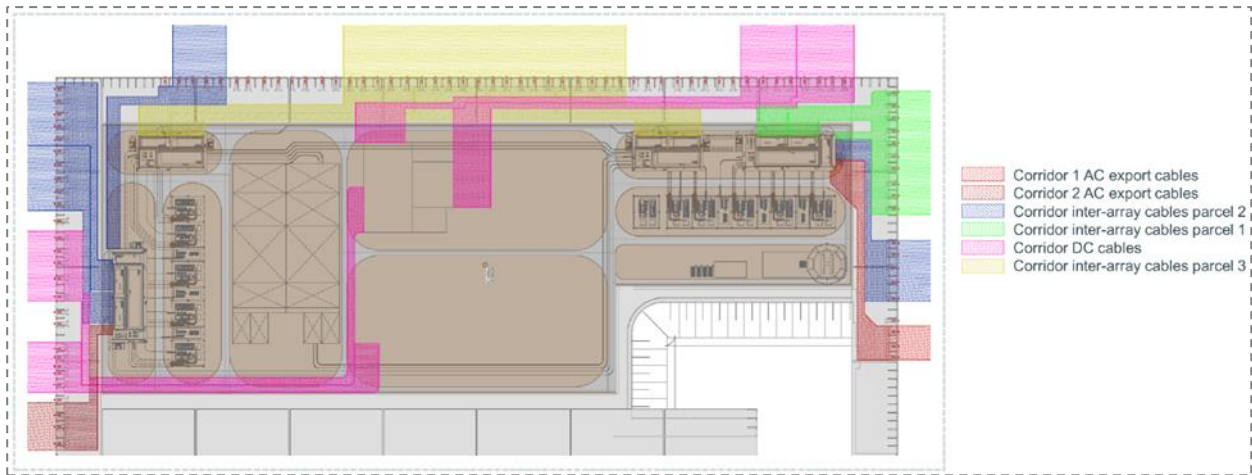 Corridor 1 AC export cables
Corridor 2 AC export cables
Corridor inter-array cables parcel 2
Corridor inter-array cables parcel 1
Corridor DC cables
Corridor inter-array cables parcel 3